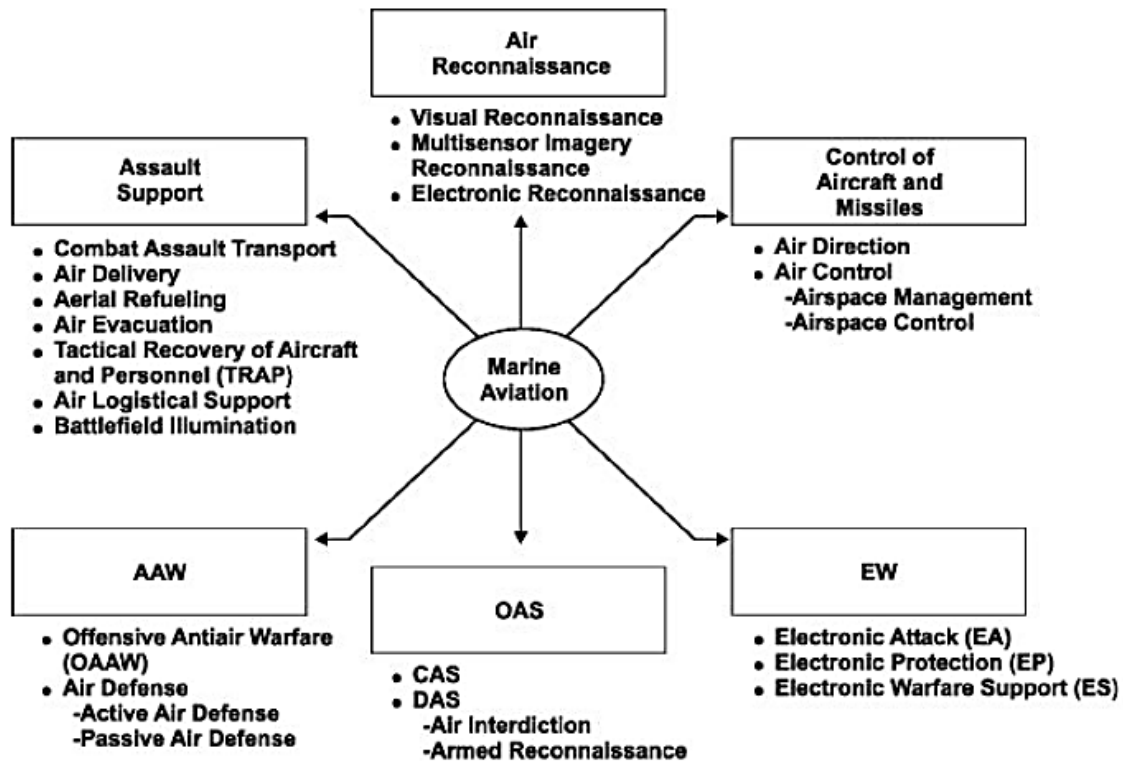 Air
Reconnaissance
• Visual Reconnaissance
• Multisensor Imagery
Reconnaissance
• Electronic Reconnaissance
Assault
Support
• Combat Assault Transport
• Air Delivery
• Aerial Refueling
• Air Evacuation
• Tactical Recovery of Aircraft
and Personnel (TRAP)
• Air Logistical Support
• Battlefield Illumination
Control of
Aircraft and
Missiles
• Air Direction
• Air Control
-Airspace Management
-Airspace Control
Marine
Aviation
AAW
• Offensive Antiair Warfare
(OAAW)
• Air Defense
-Active Air Defense
-Passive Air Defense
OAS
• CAS
• DAS
-Air Interdiction
-Armed Reconnaissance
EW
• Electronic Attack (EA)
• Electronic Protection (EP)
• Electronic Warfare Support (ES)